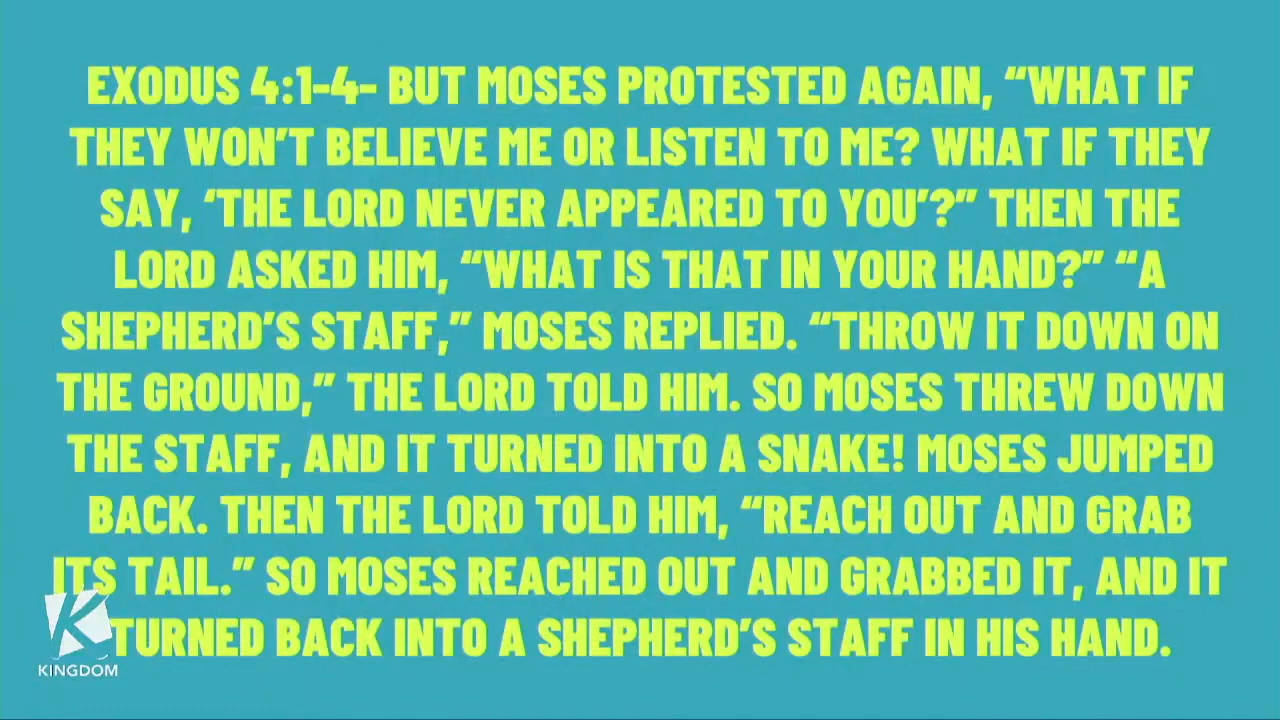 EXODUS 4:1-4- BUT MOSES PROTESTED AGAIN, “WHAT IF
THEY WON’T BELIEVE ME OR LISTEN TO ME? WHAT IF THEY
SAY, ‘THE LORD NEVER APPEARED TO YOU’?” THEN THE
LORD ASKED HIM, “WHAT IS THAT IN YOUR HAND?” “A
SHEPHERD’S STAFF,” MOSES REPLIED. “THROW IT DOWN ON
THE GROUND,” THE LORD TOLD HIM. SO MOSES THREW DOWN
THE STAFF, AND IT TURNED INTO A SNAKE! MOSES JUMPED
BACK. THEN THE LORD TOLD HIM, “REACH OUT AND GRAB
ITS TAIL.” SO MOSES REACHED OUT AND GRABBED IT, AND IT
TURNED BACK INTO A SHEPHERD’S STAFF IN HIS HAND.
K
KINGDOM